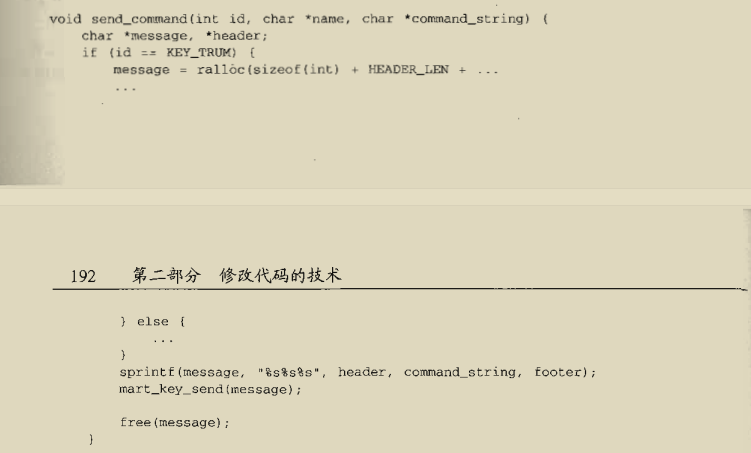 void send_command(int id, char *name, char *command_string) {
    char *message, *header;
    if (id == KEY_TRUM) {
        message = ralloc(sizeof(int) + HEADER_LEN + ...
        ...
192 第二部分 修改代码的技术
    } else {
        ...
    }
    sprintf(message, "%s%s%s", header, command_string, footer);
    mart_key_send(message);
    free(message);
}